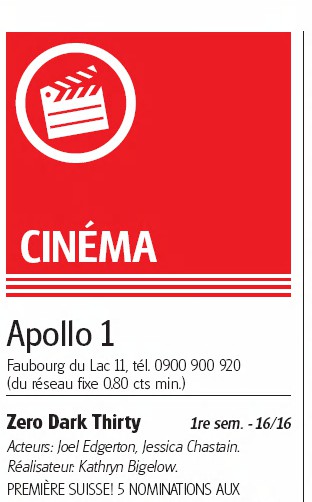 CINÉMA
Apollo 1
Faubourg du Lac 11, tél. 0900 900 920
(du réseau fixe 0.80 cts min.)
Zero Dark Thirty 1re sem. - 16/16
Acteurs: Joel Edgerton, Jessica Chastain.
Réalisateur: Kathryn Bigelow.
PREMIÈRE SUISSE! 5 NOMINATIONS AUX